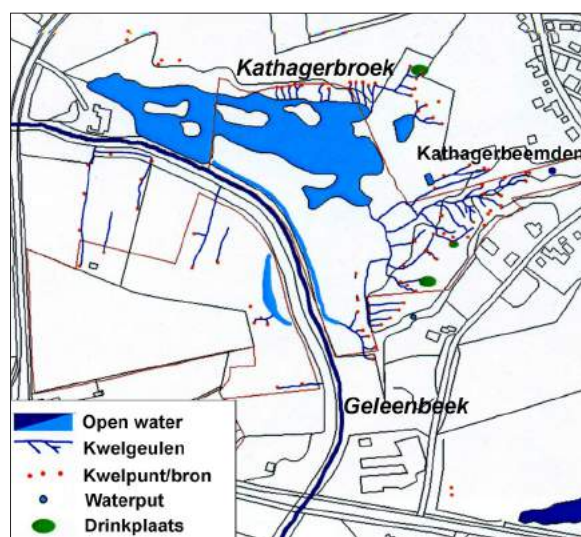 Kathagerbroek
Kathagerbeemden
Geleenbeek
Open water
Kwelgeulen
Kwelpunt/bron
Waterput
Drinkplaats